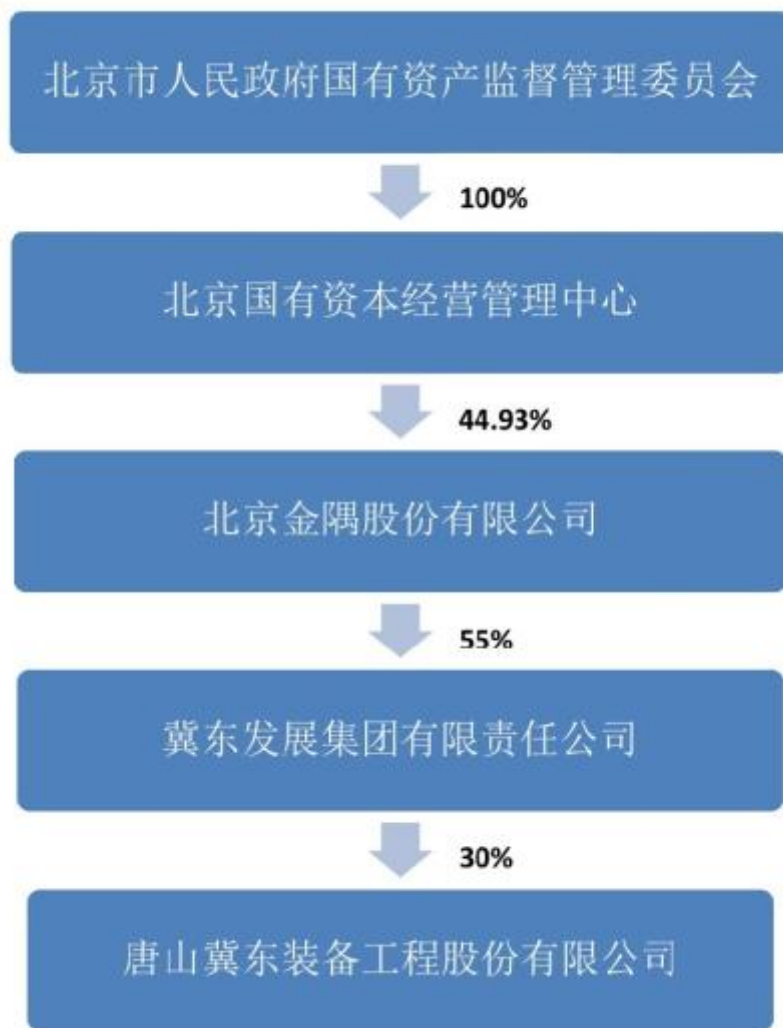 北京市人民政府国有资产监督管理委员会
100%
北京国有资本经营管理中心
44.93%
北京金隅股份有限公司
55%
冀东发展集团有限责任公司
30%
唐山冀东装备工程股份有限公司